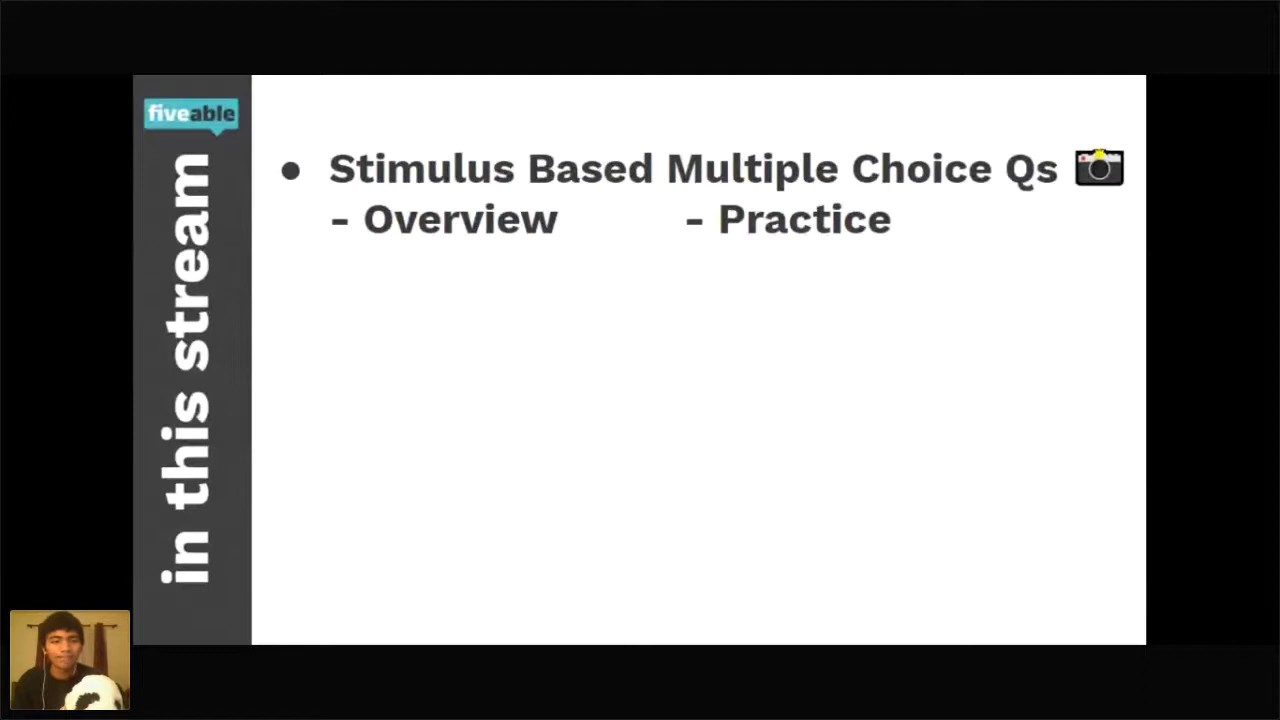 fiveable
in this stream
● Stimulus Based Multiple Choice Qs
- Overview - Practice